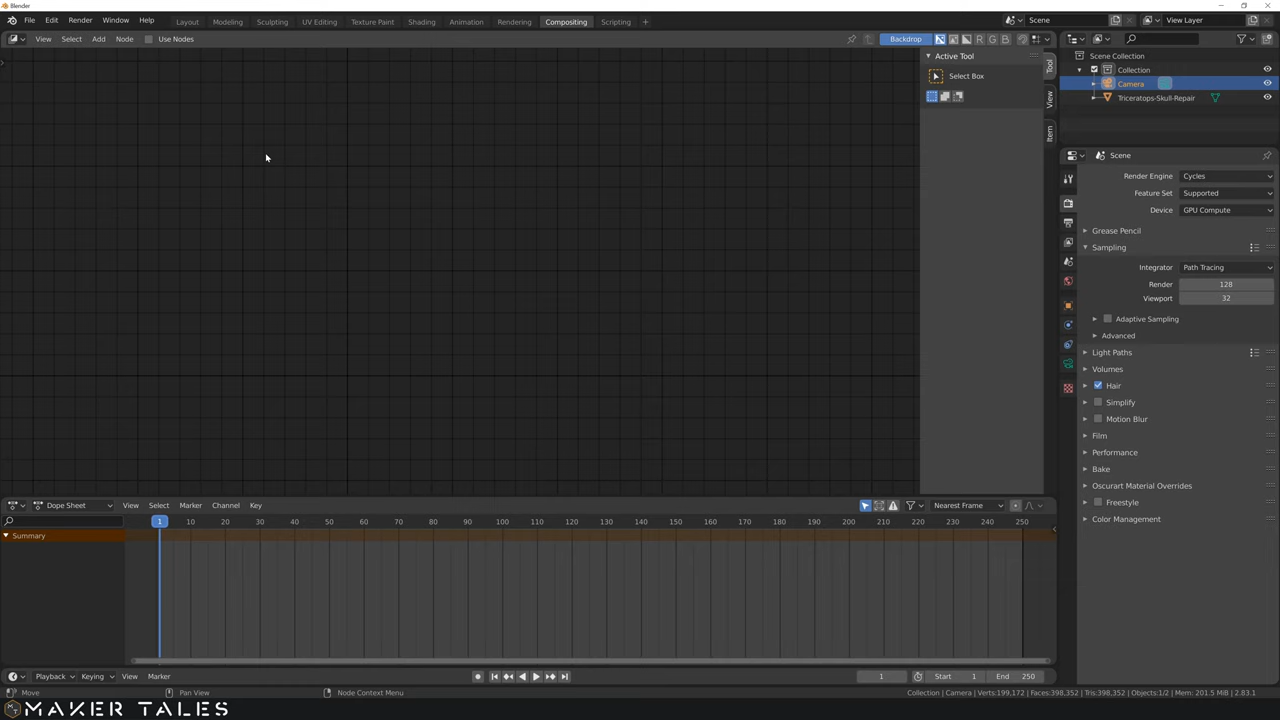 Blender
File Edit Render Window Help Layout Modeling Sculpting UV Editing Texture Paint Shading Animation Rendering Compositing Scripting + Scene View Layer
View Select Add Node Use Nodes Backdrop R G B
Active Tool
Select Box
Tool
View
Item
Scene Collection
Collection
Camera
Triceratops-Skull-Repair
Scene
Render Engine Cycles
Feature Set Supported
Device GPU Compute
Grease Pencil
Sampling
Integrator Path Tracing
Render 128
Viewport 32
Adaptive Sampling
Advanced
Light Paths
Volumes
Hair
Simplify
Motion Blur
Film
Performance
Bake
Oscurart Material Overrides
Freestyle
Color Management
Dope Sheet View Select Marker Channel Key Nearest Frame
1 10 20 30 40 50 60 70 80 90 100 110 120 130 140 150 160 170 180 190 200 210 220 230 240 250
Summary
Playback Keying View Marker 1 Start 1 End 250
Move Pan View Node Context Menu Collection | Camera | Verts:199,172 | Faces:398,352 | Tris:398,352 | Objects:1/2 | Mem: 201.5 MiB | 2.83.1
MAKER TALES